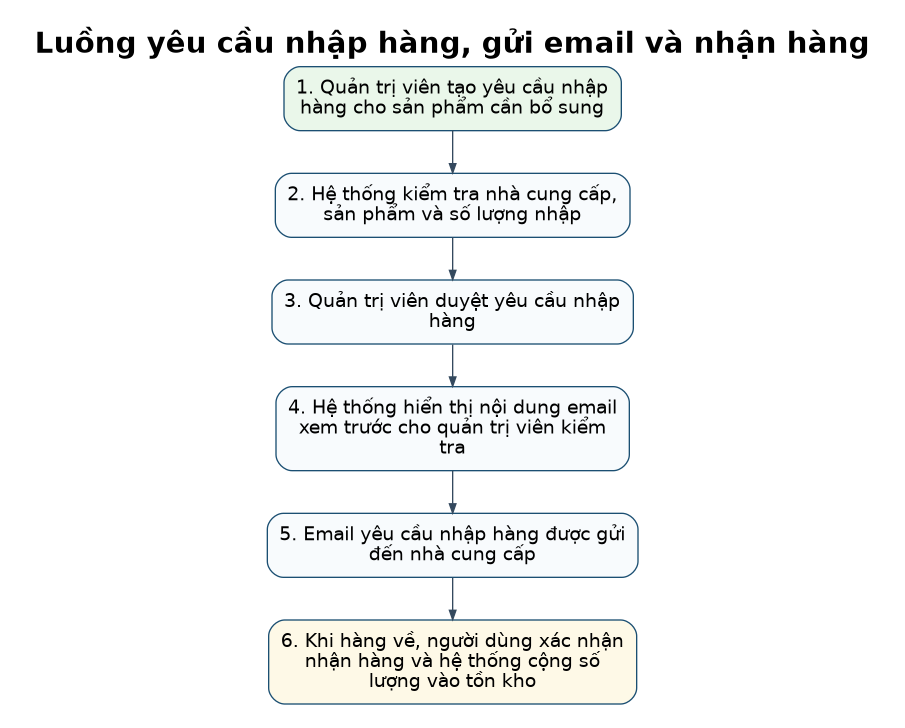 Luồng yêu cầu nhập hàng, gửi email và nhận hàng
1. Quản trị viên tạo yêu cầu nhập
hàng cho sản phẩm cần bổ sung
2. Hệ thống kiểm tra nhà cung cấp,
sản phẩm và số lượng nhập
3. Quản trị viên duyệt yêu cầu nhập
hàng
4. Hệ thống hiển thị nội dung email
xem trước cho quản trị viên kiểm
tra
5. Email yêu cầu nhập hàng được gửi
đến nhà cung cấp
6. Khi hàng về, người dùng xác nhận
nhận hàng và hệ thống cộng số
lượng vào tồn kho